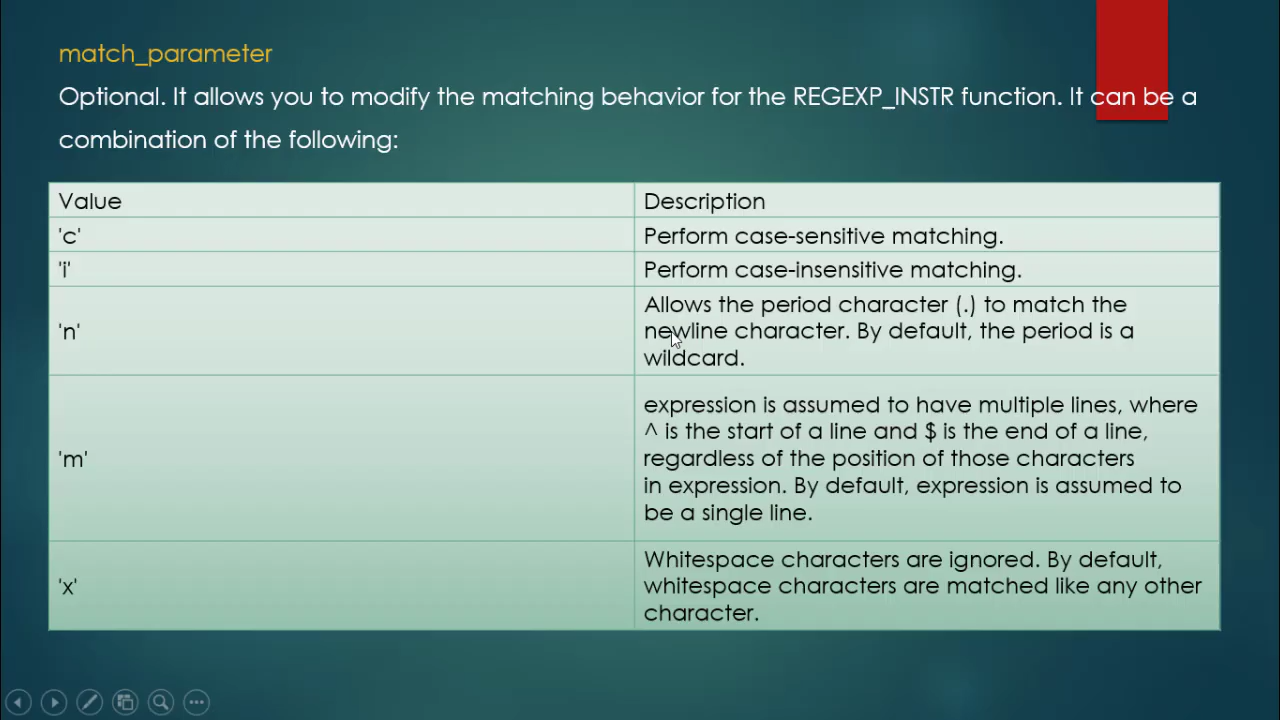 match_parameter
Optional. It allows you to modify the matching behavior for the REGEXP_INSTR function. It can be a
combination of the following:
Value
Description
'c'
Perform case-sensitive matching.
'i'
Perform case-insensitive matching.
'n'
Allows the period character (.) to match the
newline character. By default, the period is a
wildcard.
'm'
expression is assumed to have multiple lines, where
^ is the start of a line and $ is the end of a line,
regardless of the position of those characters
in expression. By default, expression is assumed to
be a single line.
'x'
Whitespace characters are ignored. By default,
whitespace characters are matched like any other
character.